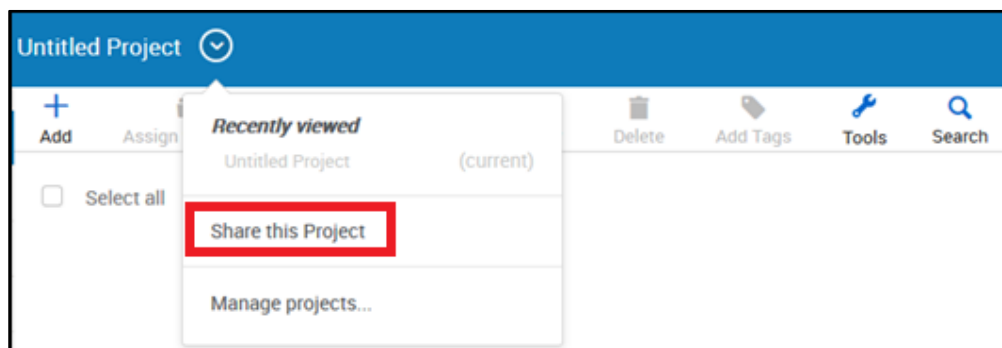 Untitled Project
Add
Assign
Delete
Add Tags
Tools
Search
Select all
Recently viewed
Untitled Project (current)
Share this Project
Manage projects...